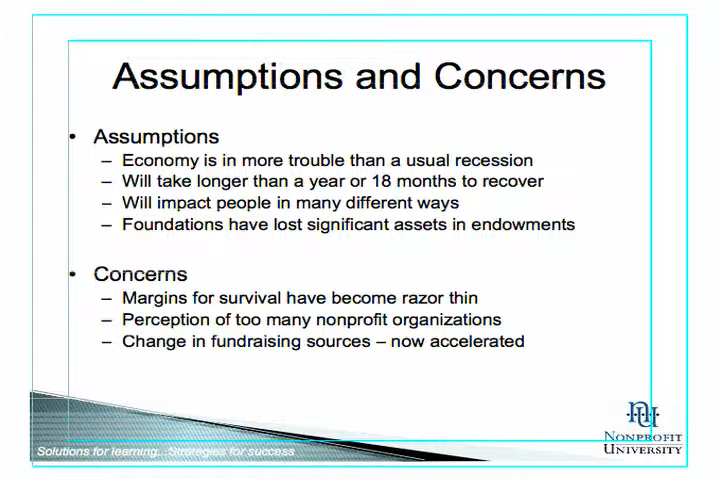 Assumptions and Concerns
• Assumptions
– Economy is in more trouble than a usual recession
– Will take longer than a year or 18 months to recover
– Will impact people in many different ways
– Foundations have lost significant assets in endowments
• Concerns
– Margins for survival have become razor thin
– Perception of too many nonprofit organizations
– Change in fundraising sources – now accelerated
NU
NONPROFIT
UNIVERSITY
Solutions for learning...Strategies for success